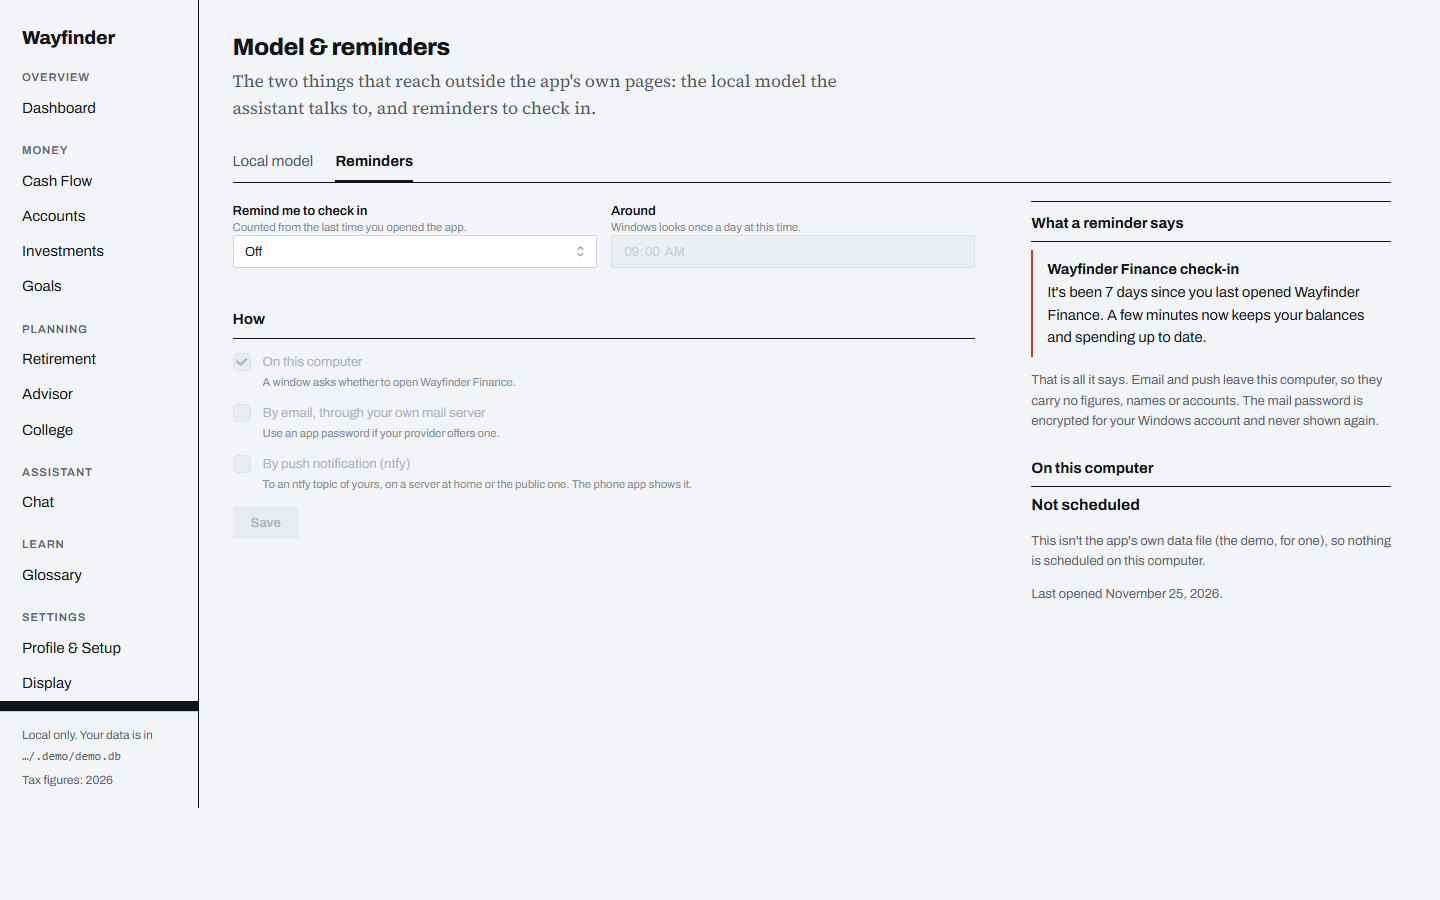 Wayfinder
OVERVIEW
Dashboard
MONEY
Cash Flow
Accounts
Investments
Goals
PLANNING
Retirement
Advisor
College
ASSISTANT
Chat
LEARN
Glossary
SETTINGS
Profile & Setup
Display
Local only. Your data is in
…/.demo/demo.db
Tax figures: 2026
Model & reminders
The two things that reach outside the app's own pages: the local model the
assistant talks to, and reminders to check in.
Local model
Reminders
Remind me to check in
Counted from the last time you opened the app.
Off
Around
Windows looks once a day at this time.
09:00 AM
How
On this computer
A window asks whether to open Wayfinder Finance.
By email, through your own mail server
Use an app password if your provider offers one.
By push notification (ntfy)
To an ntfy topic of yours, on a server at home or the public one. The phone app shows it.
Save
What a reminder says
Wayfinder Finance check-in
It's been 7 days since you last opened Wayfinder
Finance. A few minutes now keeps your balances
and spending up to date.
That is all it says. Email and push leave this computer, so they
carry no figures, names or accounts. The mail password is
encrypted for your Windows account and never shown again.
On this computer
Not scheduled
This isn't the app's own data file (the demo, for one), so nothing
is scheduled on this computer.
Last opened November 25, 2026.